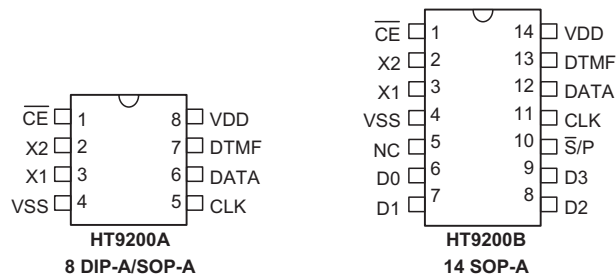 CE 1 8 VDD
X2 2 7 DTMF
X1 3 6 DATA
VSS 4 5 CLK
HT9200A
8 DIP-A/SOP-A
CE 1 14 VDD
X2 2 13 DTMF
X1 3 12 DATA
VSS 4 11 CLK
NC 5 10 S/P
D0 6 9 D3
D1 7 8 D2
HT9200B
14 SOP-A